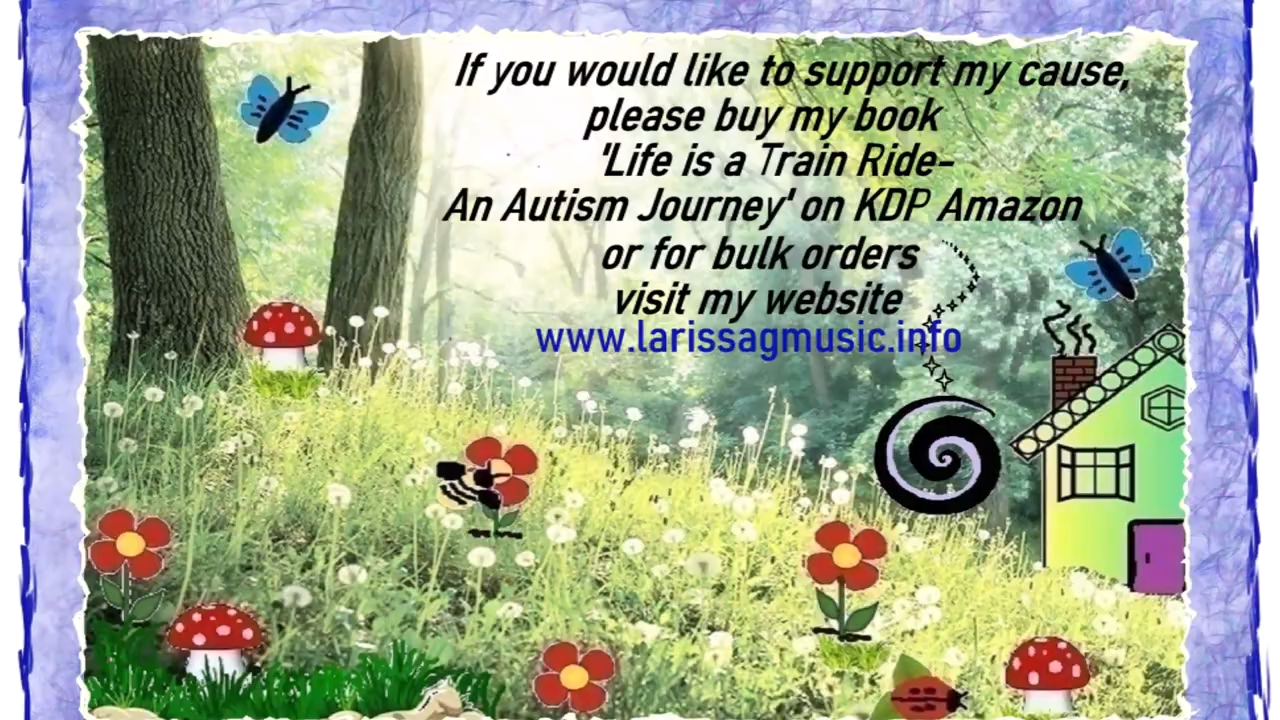 If you would like to support my cause,
please buy my book
'Life is a Train Ride-
An Autism Journey' on KDP Amazon
or for bulk orders
visit my website
www.larissagmusic.info